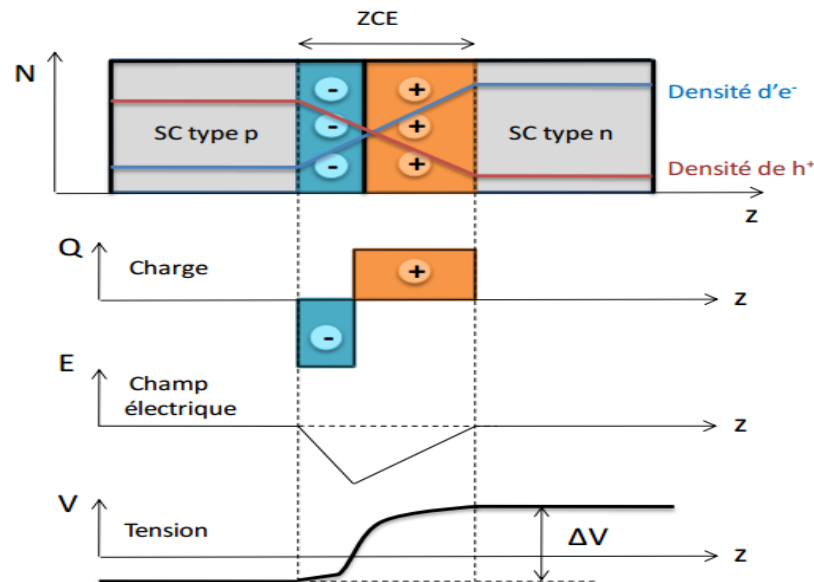 ZCE
N
SC type p
-
-
-
+
+
+
SC type n
Densité d'e-
Densité de h+
z
Q
Charge
+
-
z
E
Champ
électrique
z
V
Tension
ΔV
z